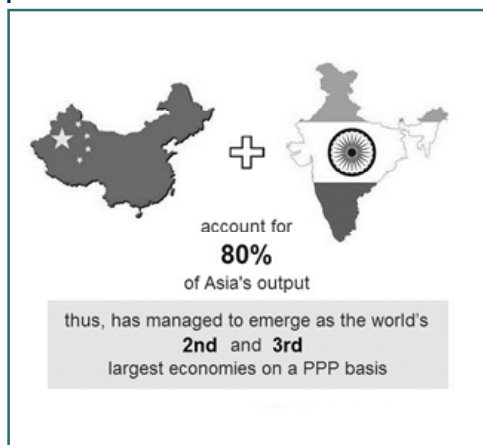 account for
80%
of Asia's output
thus, has managed to emerge as the world's
2nd and 3rd
largest economies on a PPP basis